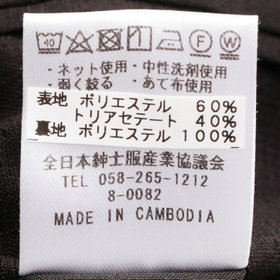 40 F W
・ネット使用 ・中性洗剤使用
・弱く絞る ・あて布使用
表地 ポリエステル 60%
トリアセテート 40%
裏地 ポリエステル 100%
全日本紳士服産業協議会
TEL 058-265-1212
8-0082
MADE IN CAMBODIA